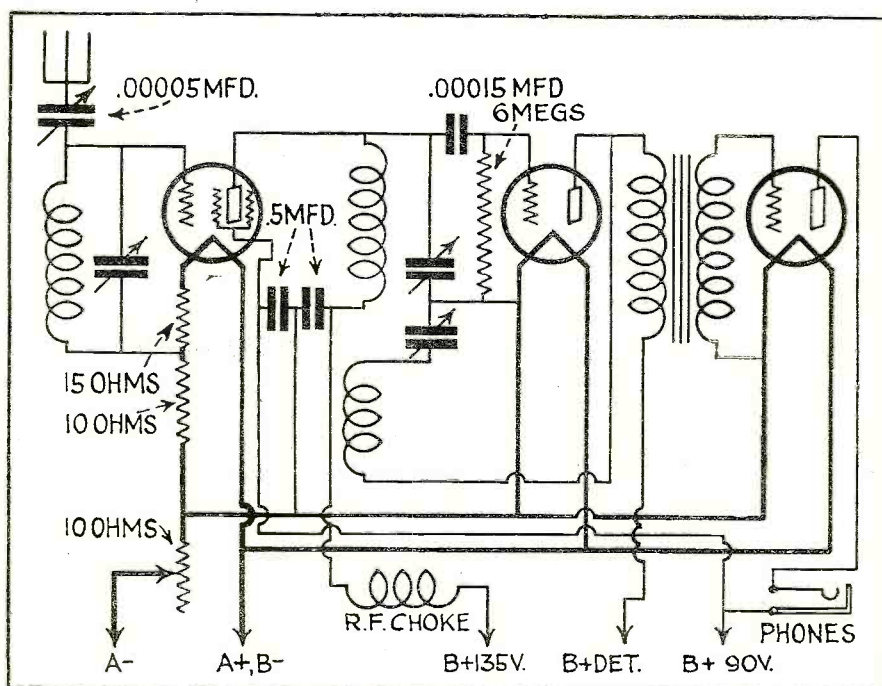 .00005 MFD.
.00015 MFD
6 MEGS
.5 MFD.
15 OHMS
10 OHMS
10 OHMS
R.F. CHOKE
PHONES
A-
A+, B-
B+135V.
B+DET.
B+ 90V.